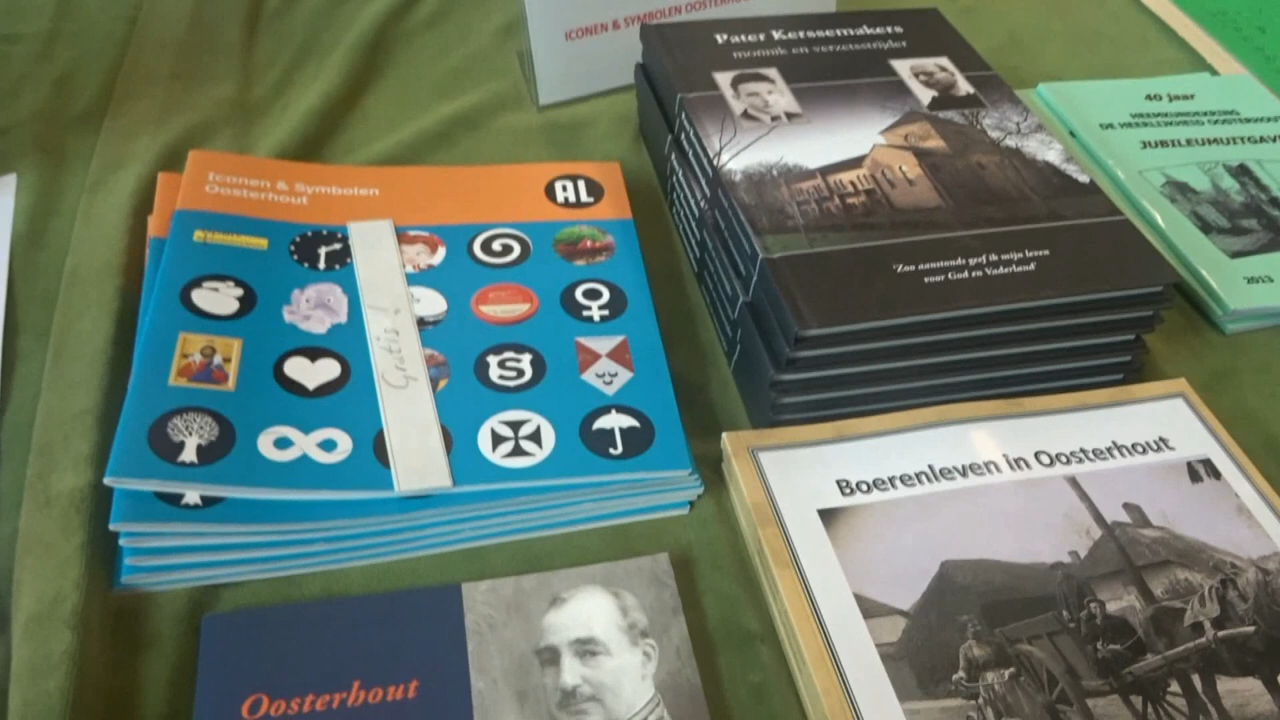 ICONEN & SYMBOLEN OOSTERHOUT
Pater Kerssemakers
monnik en verzetsstrijder
'Zoo aanstonds geef ik mijn leven
voor God en Vaderland'
40 jaar
HEEMKUNDEKRING
DE HEERLIJKHEID OOSTERHOUT
JUBILEUMUITGAVE
2013
Iconen & Symbolen
Oosterhout
AL
Gratis!
S
Boerenleven in Oosterhout
Oosterhout